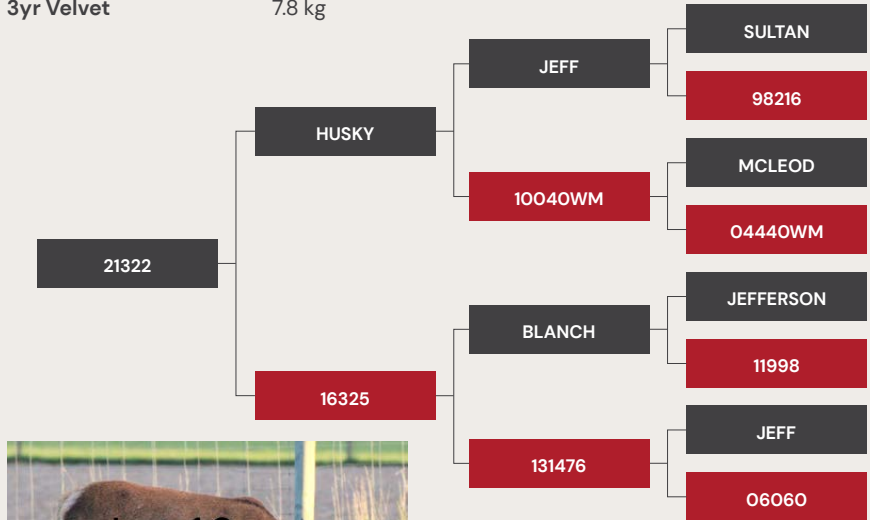 3yr Velvet 7.8 kg
SULTAN
JEFF
98216
HUSKY
MCLEOD
10040WM
04440WM
21322
JEFFERSON
BLANCH
11998
16325
JEFF
131476
06060